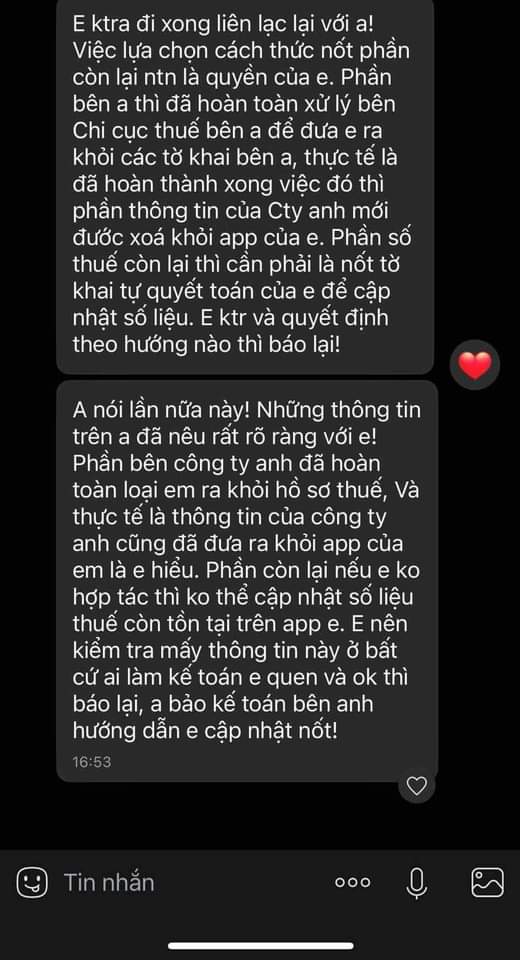 E ktra đi xong liên lạc lại với a!
Việc lựa chọn cách thức nốt phần
còn lại ntn là quyền của e. Phần
bên a thì đã hoàn toàn xử lý bên
Chi cục thuế bên a để đưa e ra
khỏi các tờ khai bên a, thực tế là
đã hoàn thành xong việc đó thì
phần thông tin của Cty anh mới
đước xoá khỏi app của e. Phần số
thuế còn lại thì cần phải là nốt tờ
khai tự quyết toán của e để cập
nhật số liệu. E ktr và quyết định
theo hướng nào thì báo lại!
A nói lần nữa này! Những thông tin
trên a đã nêu rất rõ ràng với e!
Phần bên công ty anh đã hoàn
toàn loại em ra khỏi hồ sơ thuế, Và
thực tế là thông tin của công ty
anh cũng đã đưa ra khỏi app của
em là e hiểu. Phần còn lại nếu e ko
hợp tác thì ko thể cập nhật số liệu
thuế còn tồn tại trên app e. E nên
kiểm tra mấy thông tin này ở bất
cứ ai làm kế toán e quen và ok thì
báo lại, a bảo kế toán bên anh
hướng dẫn e cập nhật nốt!
16:53
Tin nhắn